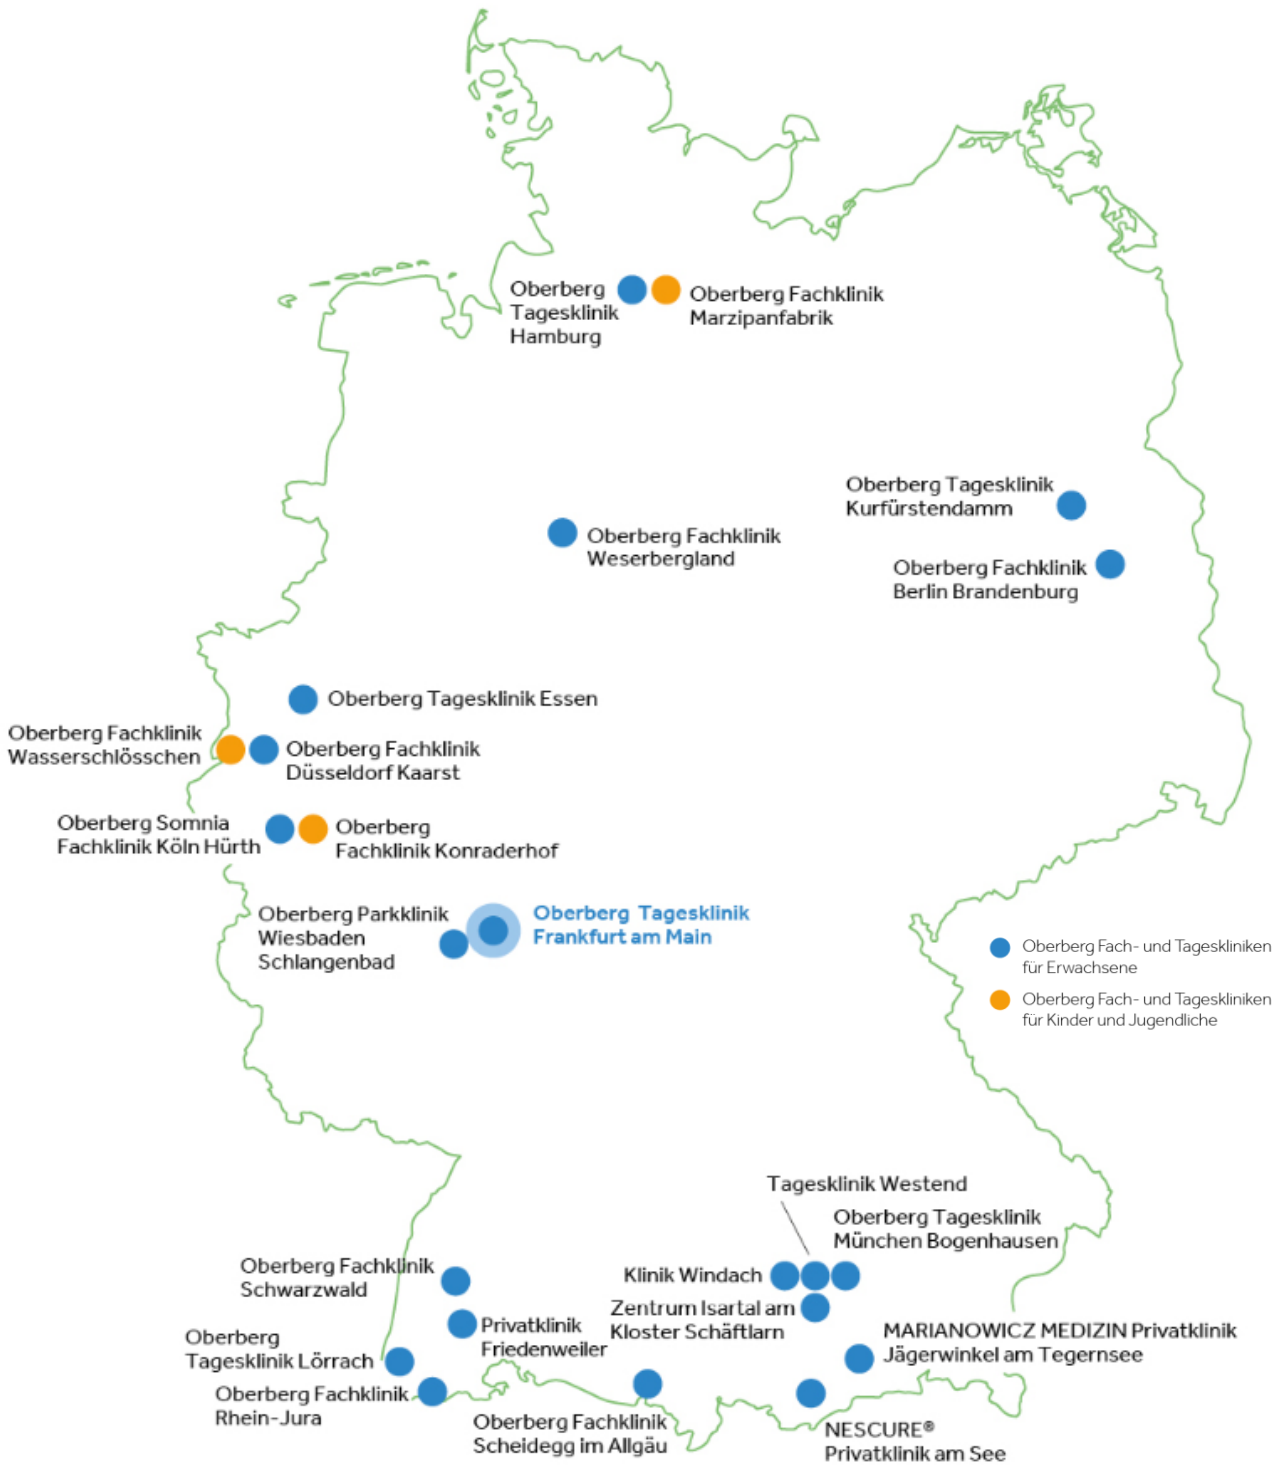 Oberberg
Tagesklinik
Hamburg
Oberberg Fachklinik
Marzipanfabrik
Oberberg Tagesklinik
Kurfürstendamm
Oberberg Fachklinik
Weserbergland
Oberberg Fachklinik
Berlin Brandenburg
Oberberg Tagesklinik Essen
Oberberg Fachklinik
Wasserschlösschen
Oberberg Fachklinik
Düsseldorf Kaarst
Oberberg Somnia
Fachklinik Köln Hürth
Oberberg
Fachklinik Konraderhof
Oberberg Parkklinik
Wiesbaden
Schlangenbad
Oberberg Tagesklinik
Frankfurt am Main
Oberberg Fach- und Tageskliniken
für Erwachsene
Oberberg Fach- und Tageskliniken
für Kinder und Jugendliche
Tagesklinik Westend
Oberberg Tagesklinik
München Bogenhausen
Oberberg Fachklinik
Schwarzwald
Klinik Windach
Zentrum Isartal am
Kloster Schäftlarn
Privatklinik
Friedenweiler
Oberberg
Tagesklinik Lörrach
MARIANOWICZ MEDIZIN Privatklinik
Jägerwinkel am Tegernsee
Oberberg Fachklinik
Rhein-Jura
Oberberg Fachklinik
Scheidegg im Allgäu
NESCURE®
Privatklinik am See